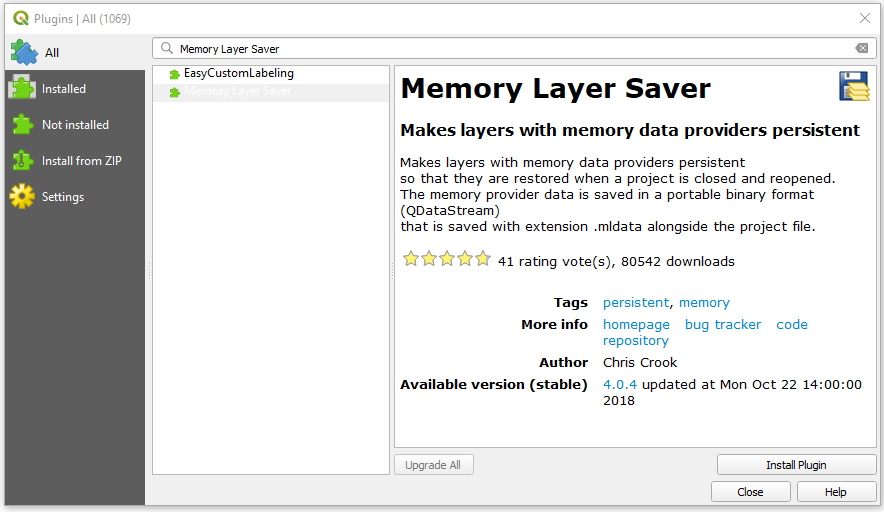 Plugins | All (1069)
All
Installed
Not installed
Install from ZIP
Settings
Memory Layer Saver
EasyCustomLabeling
Memory Layer Saver
Memory Layer Saver
Makes layers with memory data providers persistent
Makes layers with memory data providers persistent
so that they are restored when a project is closed and reopened.
The memory provider data is saved in a portable binary format
(QDataStream)
that is saved with extension .mldata alongside the project file.
41 rating vote(s), 80542 downloads
Tags persistent, memory
More info homepage bug tracker code
repository
Author Chris Crook
Available version (stable) 4.0.4 updated at Mon Oct 22 14:00:00
2018
Upgrade All
Install Plugin
Close
Help